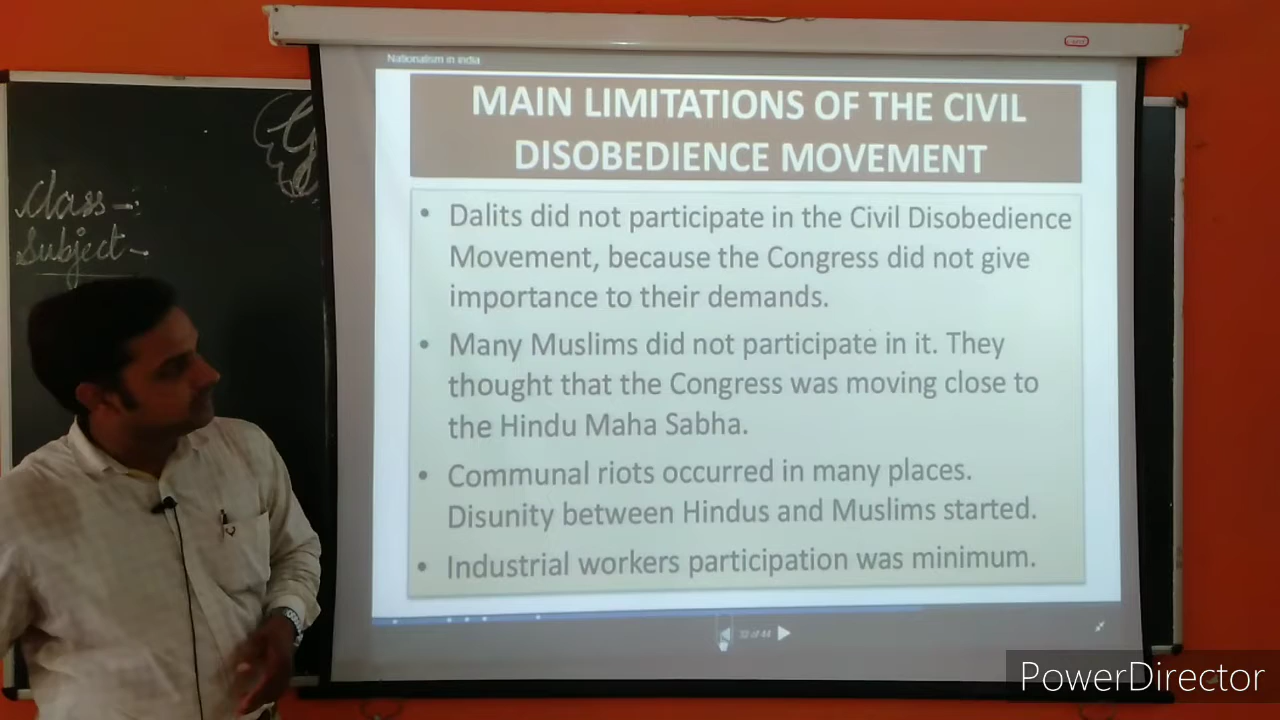 Nationalism in india
MAIN LIMITATIONS OF THE CIVIL
DISOBEDIENCE MOVEMENT
Class -:
Subject -
• Dalits did not participate in the Civil Disobedience
Movement, because the Congress did not give
importance to their demands.
• Many Muslims did not participate in it. They
thought that the Congress was moving close to
the Hindu Maha Sabha.
• Communal riots occurred in many places.
Disunity between Hindus and Muslims started.
• Industrial workers participation was minimum.
of 44
PowerDirector